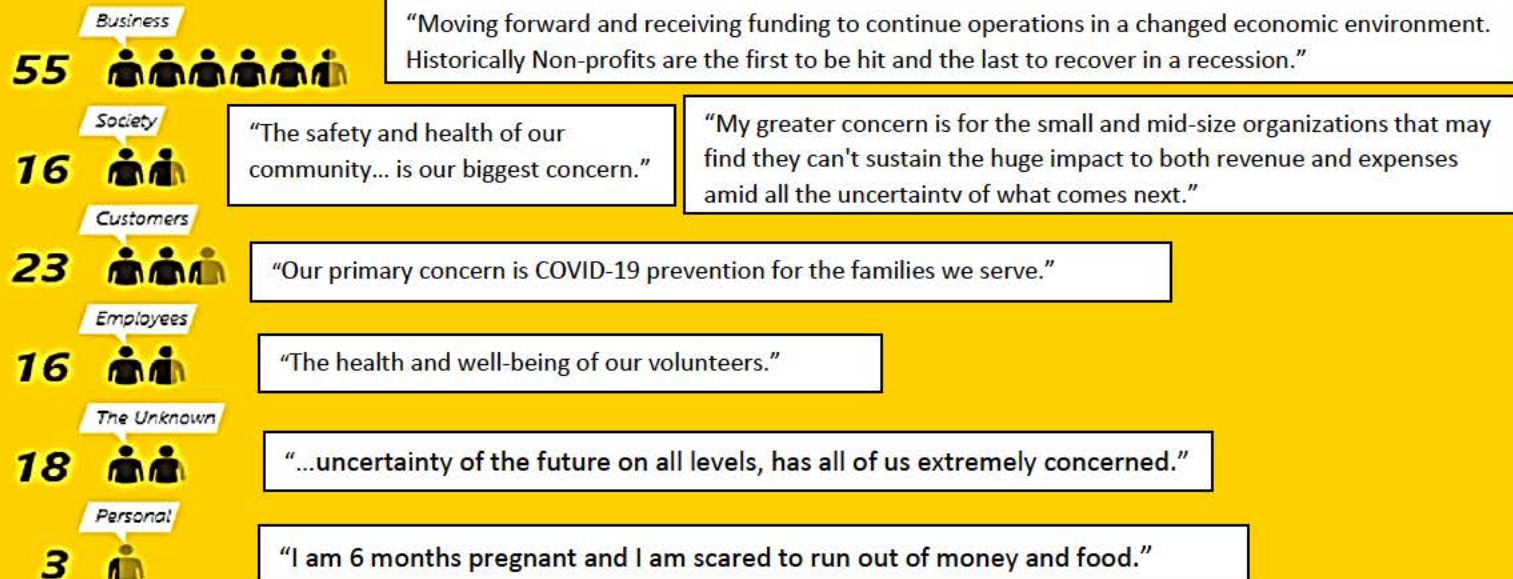 Business
55
“Moving forward and receiving funding to continue operations in a changed economic environment.
Historically Non-profits are the first to be hit and the last to recover in a recession.”
Society
16
“The safety and health of our
community... is our biggest concern.”
“My greater concern is for the small and mid-size organizations that may
find they can't sustain the huge impact to both revenue and expenses
amid all the uncertainty of what comes next.”
Customers
23
“Our primary concern is COVID-19 prevention for the families we serve.”
Employees
16
“The health and well-being of our volunteers.”
The Unknown
18
“...uncertainty of the future on all levels, has all of us extremely concerned.”
Personal
3
“I am 6 months pregnant and I am scared to run out of money and food.”